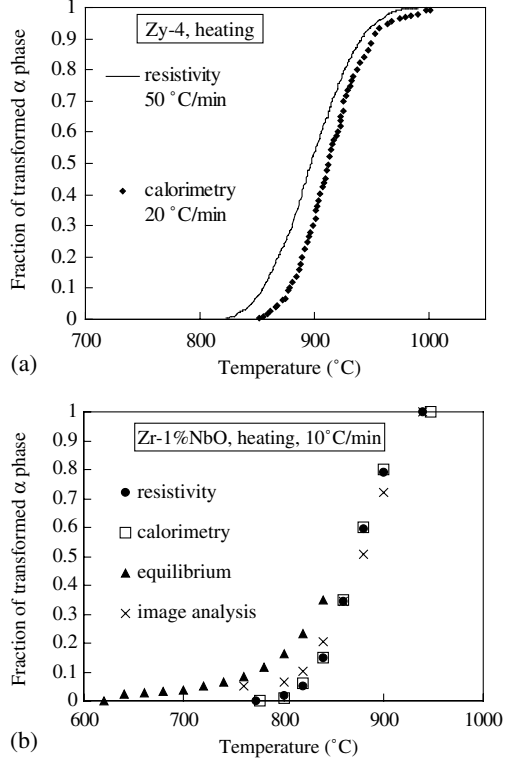 Zy-4, heating
resistivity
50 °C/min
calorimetry
20 °C/min
Fraction of transformed α phase
1
0.9
0.8
0.7
0.6
0.5
0.4
0.3
0.2
0.1
0
700
800
900
1000
Temperature (°C)
(a)
Zr-1%NbO, heating, 10°C/min
resistivity
calorimetry
equilibrium
image analysis
Fraction of transformed α phase
1
0.9
0.8
0.7
0.6
0.5
0.4
0.3
0.2
0.1
0
600
700
800
900
1000
Temperature (°C)
(b)